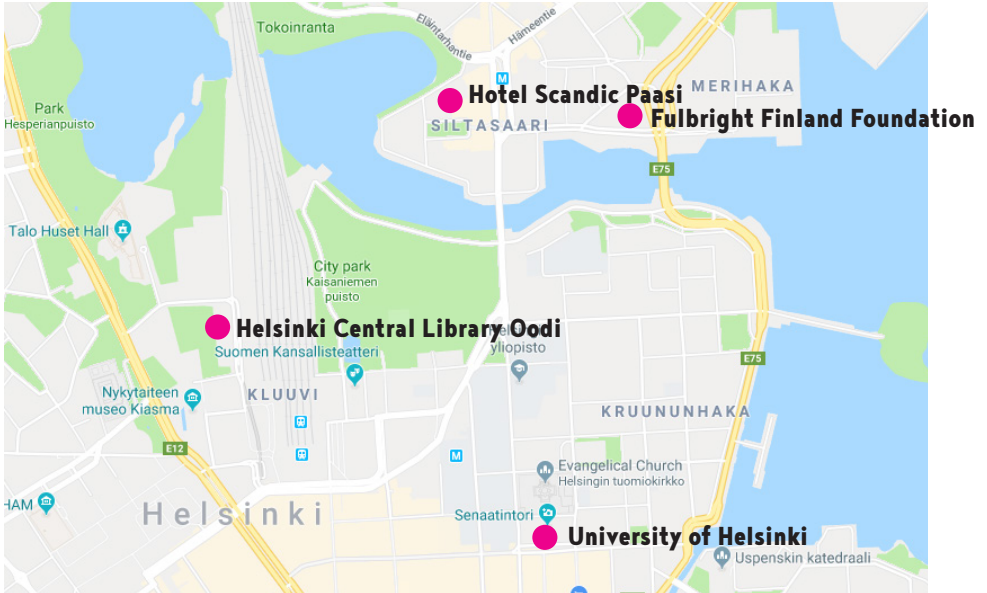 Tokoinranta
Eläintarhantie
Hämeentie
M
Hotel Scandic Paasi
MERIHAKA
Park
Hesperianpuisto
SILTASAARI
Fulbright Finland Foundation
E75
Talo Huset Hall
City park
Kaisaniemen
puisto
Helsinki Central Library Oodi
yliopisto
Suomen Kansallisteatteri
E75
Nykytaiteen
museo Kiasma
KLUUVI
KRUUNUNHAKA
E12
M
Evangelical Church
Helsingin tuomiokirkko
HAM
Helsinki
Senaatintori
University of Helsinki
Uspenskin katedraali